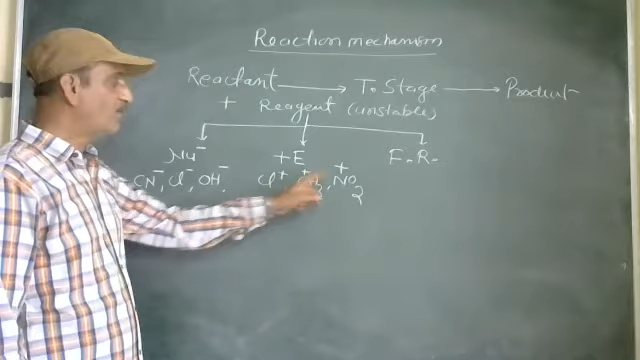 Reaction mechanism
Reactant ⟶ T. Stage ⟶ Product
+ Reagent (unstable)
Nu⁻ +E F.R.
CN⁻, Cl⁻, OH⁻. Cl⁺ ⁺NO₂